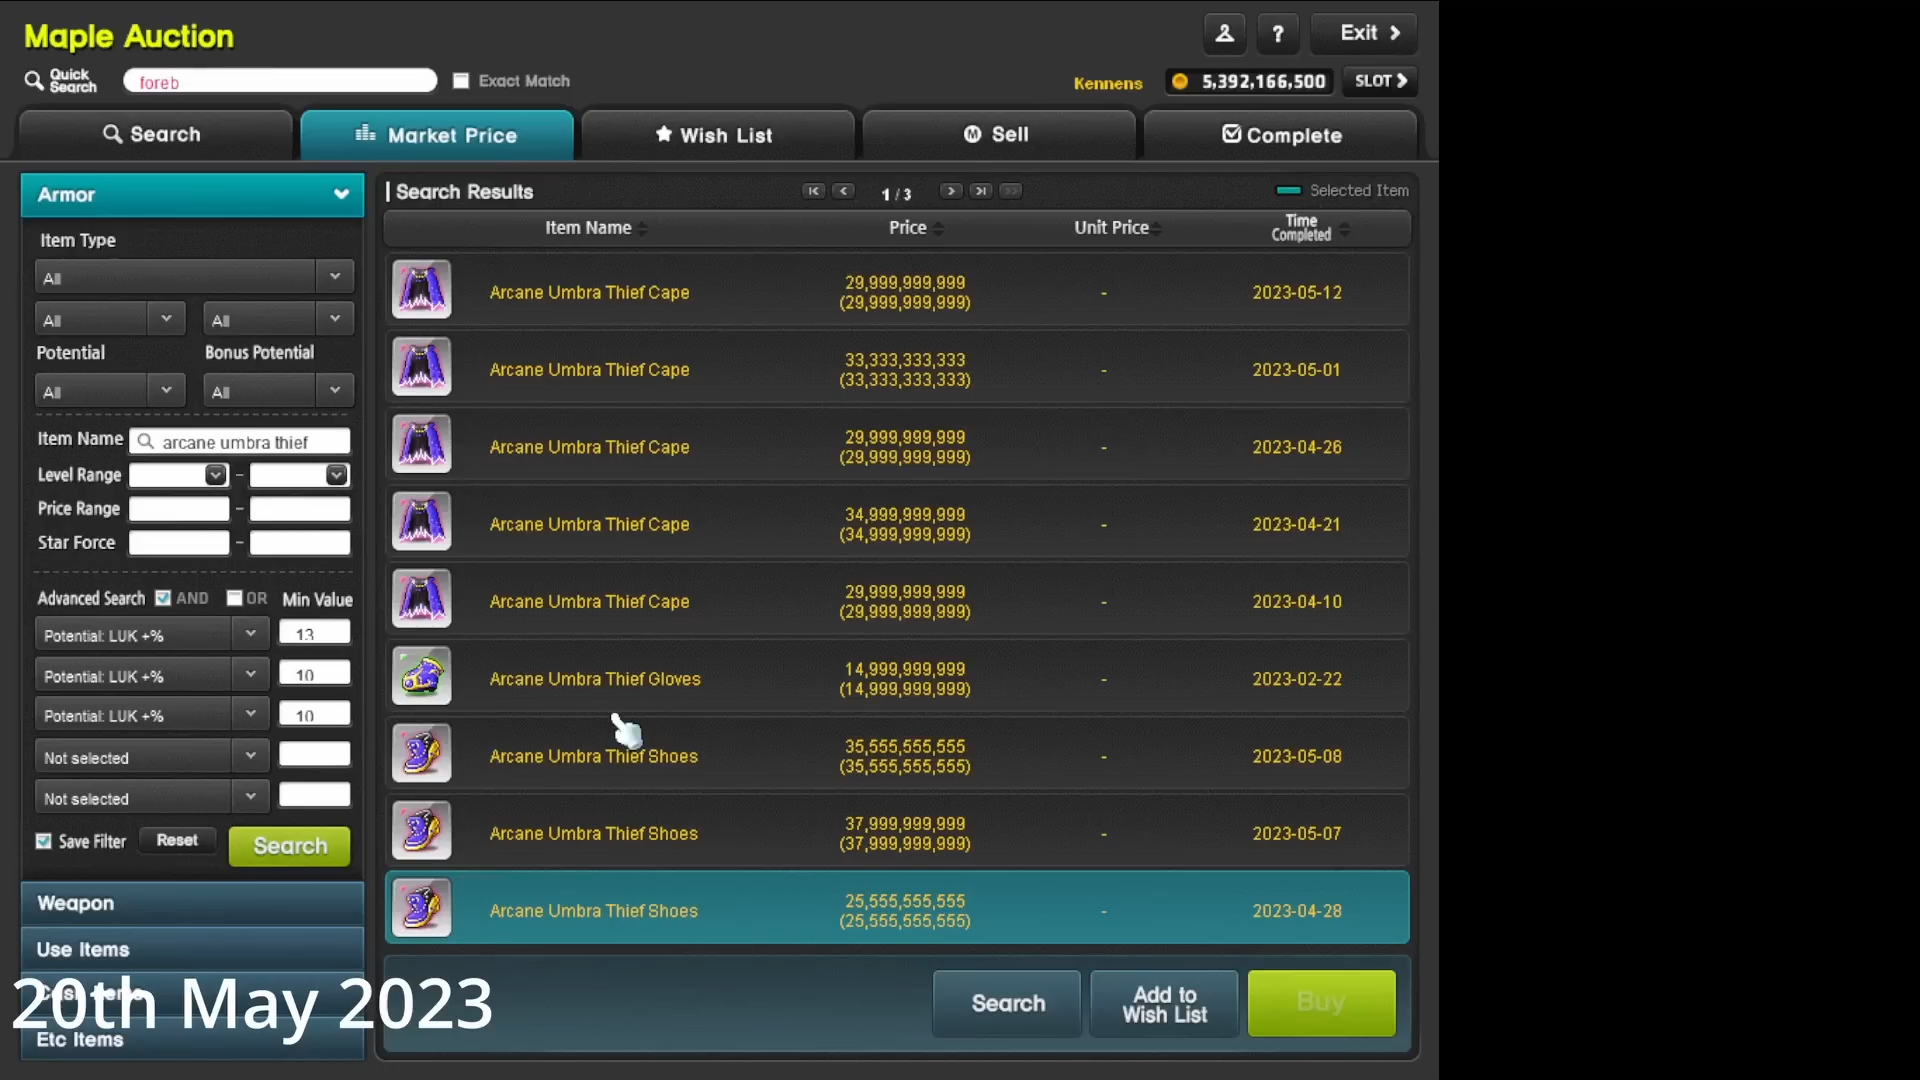 Maple Auction
? Exit
Quick Search foreb Exact Match
Kennens 5,392,166,500 SLOT
Search Market Price Wish List Sell Complete
Armor
Item Type
All
All All
Potential Bonus Potential
All All
Item Name arcane umbra thief
Level Range -
Price Range -
Star Force -
Advanced Search AND OR Min Value
Potential: LUK +% 13
Potential: LUK +% 10
Potential: LUK +% 10
Not selected
Not selected
Save Filter Reset Search
Weapon
Use Items
Cash Items
Etc Items
20th May 2023
Search Results 1 / 3 Selected Item
Item Name Price Unit Price Time Completed
Arcane Umbra Thief Cape 29,999,999,999 (29,999,999,999) - 2023-05-12
Arcane Umbra Thief Cape 33,333,333,333 (33,333,333,333) - 2023-05-01
Arcane Umbra Thief Cape 29,999,999,999 (29,999,999,999) - 2023-04-26
Arcane Umbra Thief Cape 34,999,999,999 (34,999,999,999) - 2023-04-21
Arcane Umbra Thief Cape 29,999,999,999 (29,999,999,999) - 2023-04-10
Arcane Umbra Thief Gloves 14,999,999,999 (14,999,999,999) - 2023-02-22
Arcane Umbra Thief Shoes 35,555,555,555 (35,555,555,555) - 2023-05-08
Arcane Umbra Thief Shoes 37,999,999,999 (37,999,999,999) - 2023-05-07
Arcane Umbra Thief Shoes 25,555,555,555 (25,555,555,555) - 2023-04-28
Search Add to Wish List Buy